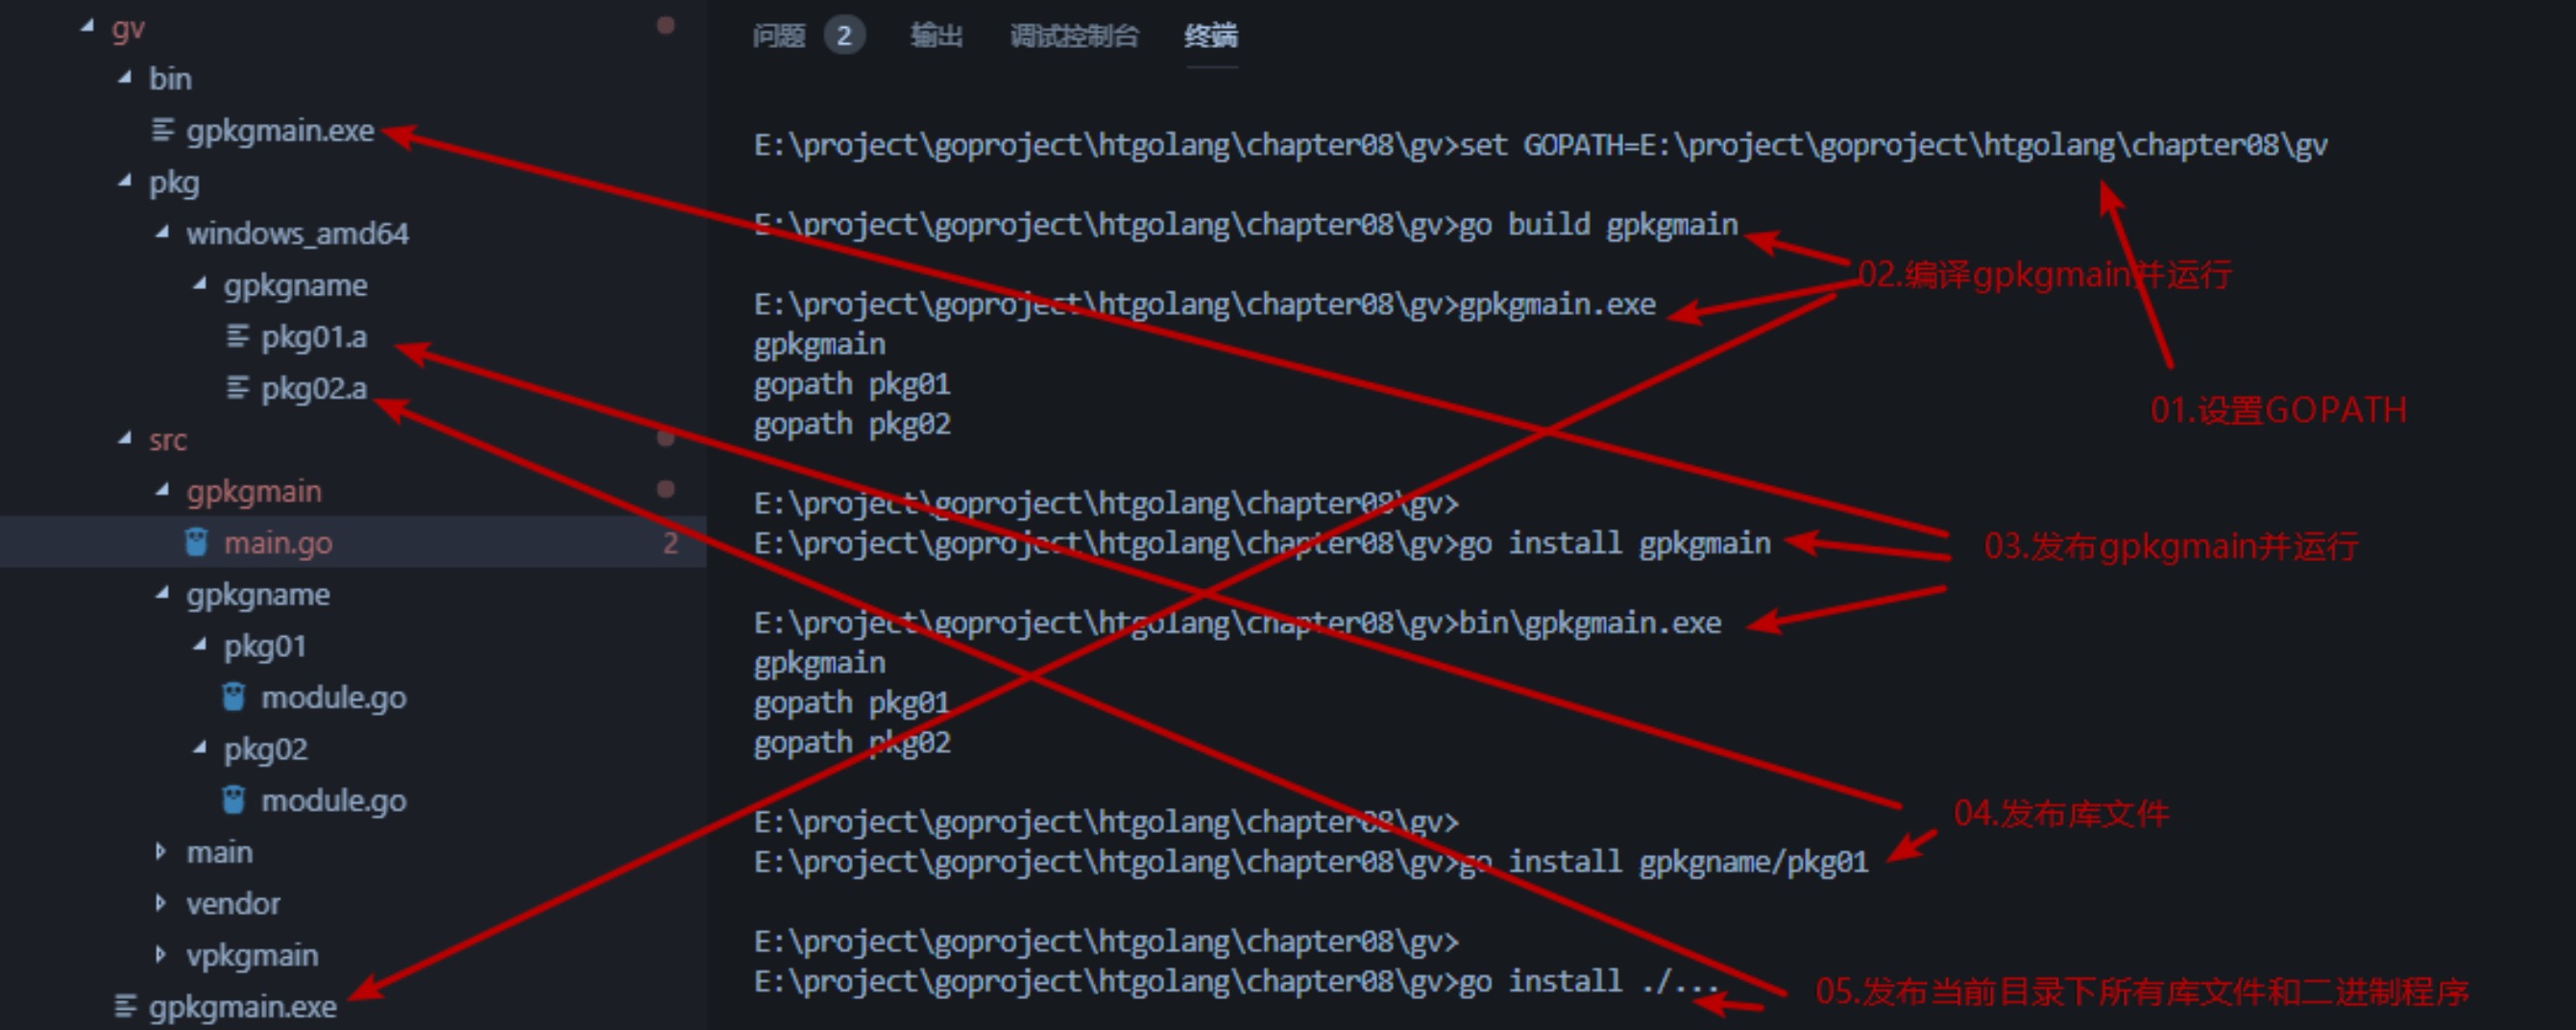 gv
bin
gpkgmain.exe
pkg
windows_amd64
gpkgname
pkg01.a
pkg02.a
src
gpkgmain
main.go 2
gpkgname
pkg01
module.go
pkg02
module.go
main
vendor
vpkgmain
gpkgmain.exe
问题 2 输出 调试控制台 终端
E:\project\goproject\htgolang\chapter08\gv>set GOPATH=E:\project\goproject\htgolang\chapter08\gv
E:\project\goproject\htgolang\chapter08\gv>go build gpkgmain
E:\project\goproject\htgolang\chapter08\gv>gpkgmain.exe
gpkgmain
gopath pkg01
gopath pkg02
E:\project\goproject\htgolang\chapter08\gv>
E:\project\goproject\htgolang\chapter08\gv>go install gpkgmain
E:\project\goproject\htgolang\chapter08\gv>bin\gpkgmain.exe
gpkgmain
gopath pkg01
gopath pkg02
E:\project\goproject\htgolang\chapter08\gv>
E:\project\goproject\htgolang\chapter08\gv>go install gpkgname/pkg01
E:\project\goproject\htgolang\chapter08\gv>
E:\project\goproject\htgolang\chapter08\gv>go install ./...
02.编译gpkgmain并运行
01.设置GOPATH
03.发布gpkgmain并运行
04.发布库文件
05.发布当前目录下所有库文件和二进制程序